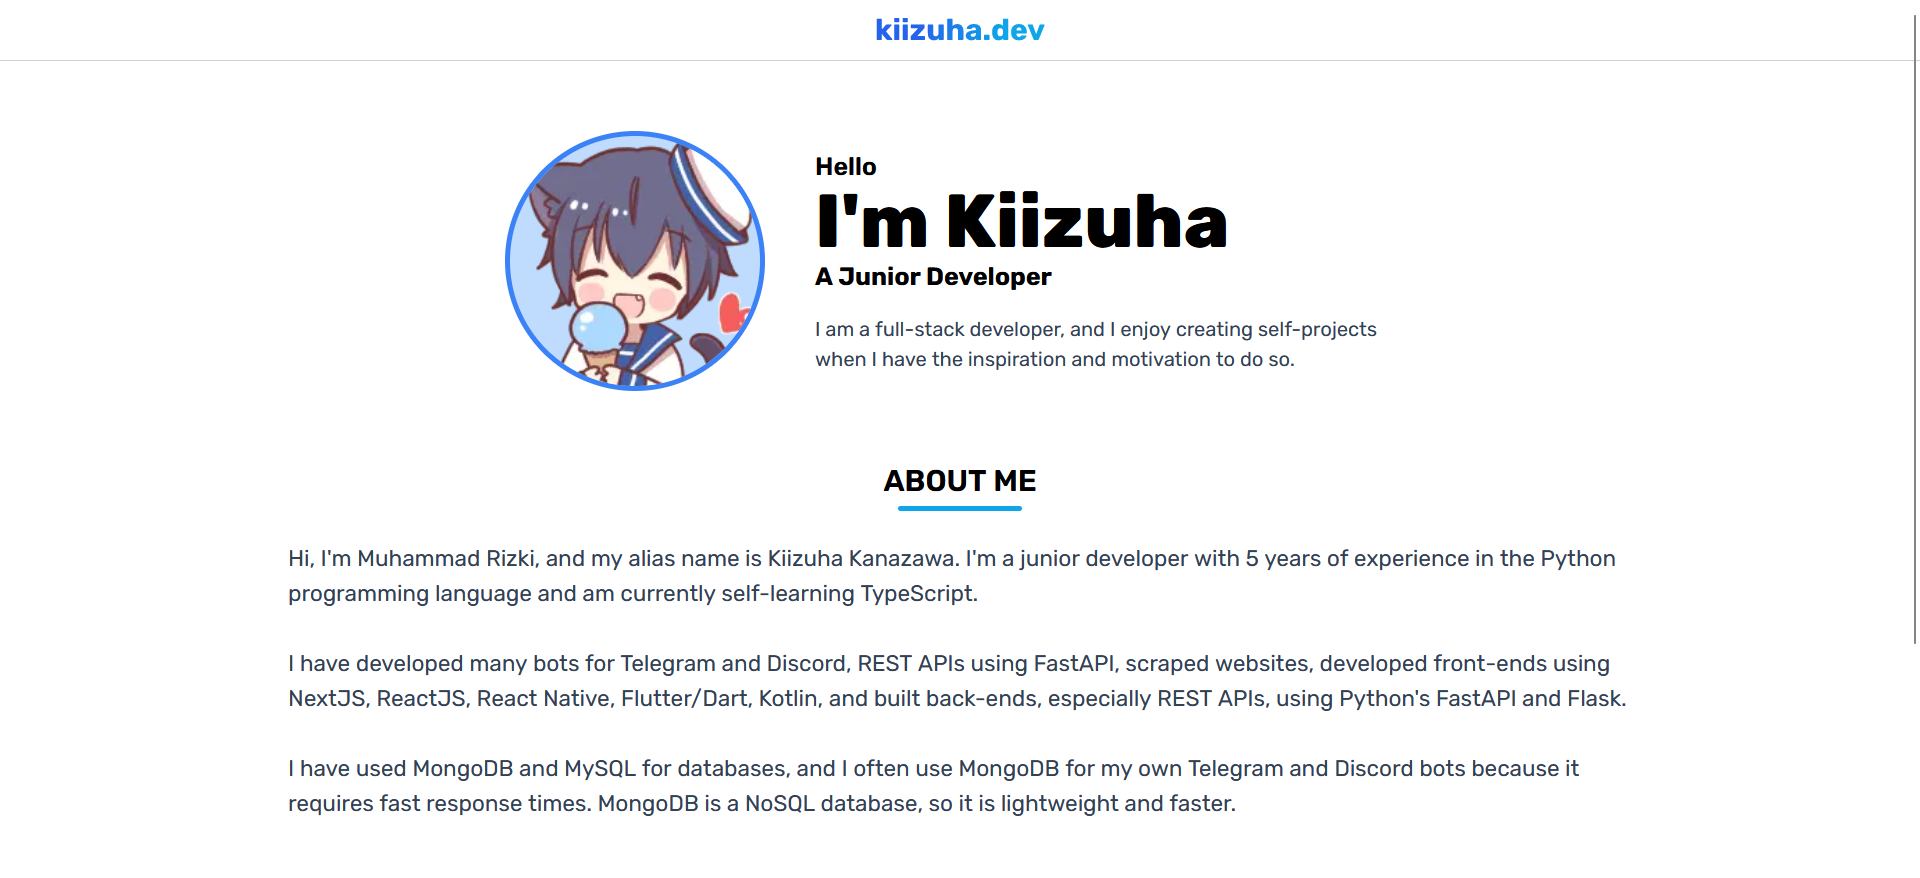 kiizuha.dev
Hello
I'm Kiizuha
A Junior Developer
I am a full-stack developer, and I enjoy creating self-projects
when I have the inspiration and motivation to do so.
ABOUT ME
Hi, I'm Muhammad Rizki, and my alias name is Kiizuha Kanazawa. I'm a junior developer with 5 years of experience in the Python
programming language and am currently self-learning TypeScript.
I have developed many bots for Telegram and Discord, REST APIs using FastAPI, scraped websites, developed front-ends using
NextJS, ReactJS, React Native, Flutter/Dart, Kotlin, and built back-ends, especially REST APIs, using Python's FastAPI and Flask.
I have used MongoDB and MySQL for databases, and I often use MongoDB for my own Telegram and Discord bots because it
requires fast response times. MongoDB is a NoSQL database, so it is lightweight and faster.